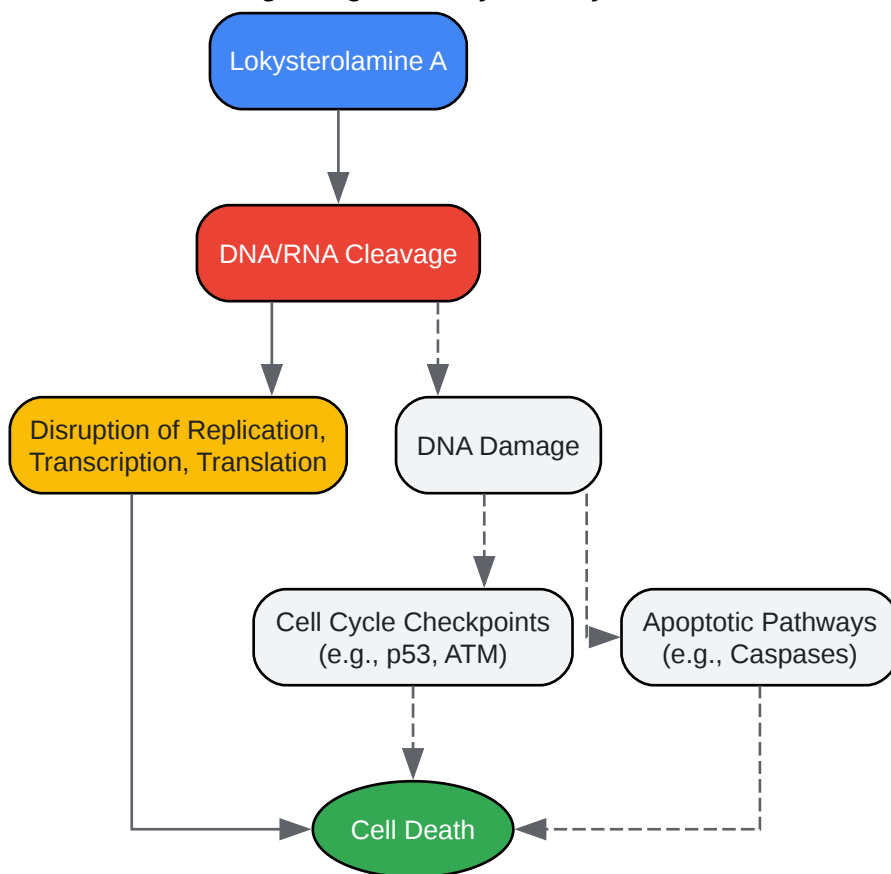 Lokysterolamine A
DNA/RNA Cleavage
Disruption of Replication,
Transcription, Translation
DNA Damage
Cell Cycle Checkpoints
(e.g., p53, ATM)
Apoptotic Pathways
(e.g., Caspases)
Cell Death